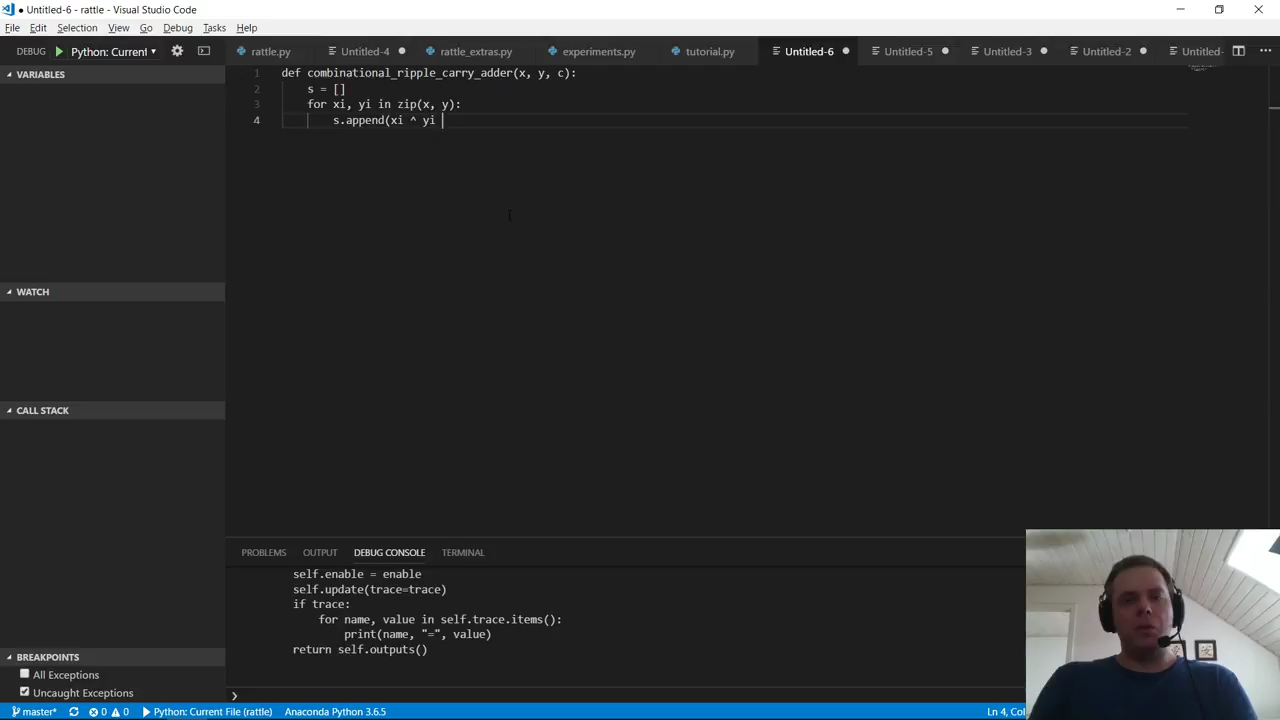 ● Untitled-6 - rattle - Visual Studio Code
File Edit Selection View Go Debug Tasks Help
DEBUG Python: Current
rattle.py Untitled-4 rattle_extras.py experiments.py tutorial.py Untitled-6 Untitled-5 Untitled-3 Untitled-2 Untitled-
VARIABLES
1 def combinational_ripple_carry_adder(x, y, c):
2 s = []
3 for xi, yi in zip(x, y):
4 s.append(xi ^ yi
WATCH
CALL STACK
PROBLEMS OUTPUT DEBUG CONSOLE TERMINAL
self.enable = enable
self.update(trace=trace)
if trace:
for name, value in self.trace.items():
print(name, "=", value)
return self.outputs()
BREAKPOINTS
All Exceptions
Uncaught Exceptions
master* 0 0 Python: Current File (rattle) Anaconda Python 3.6.5 Ln 4, Col